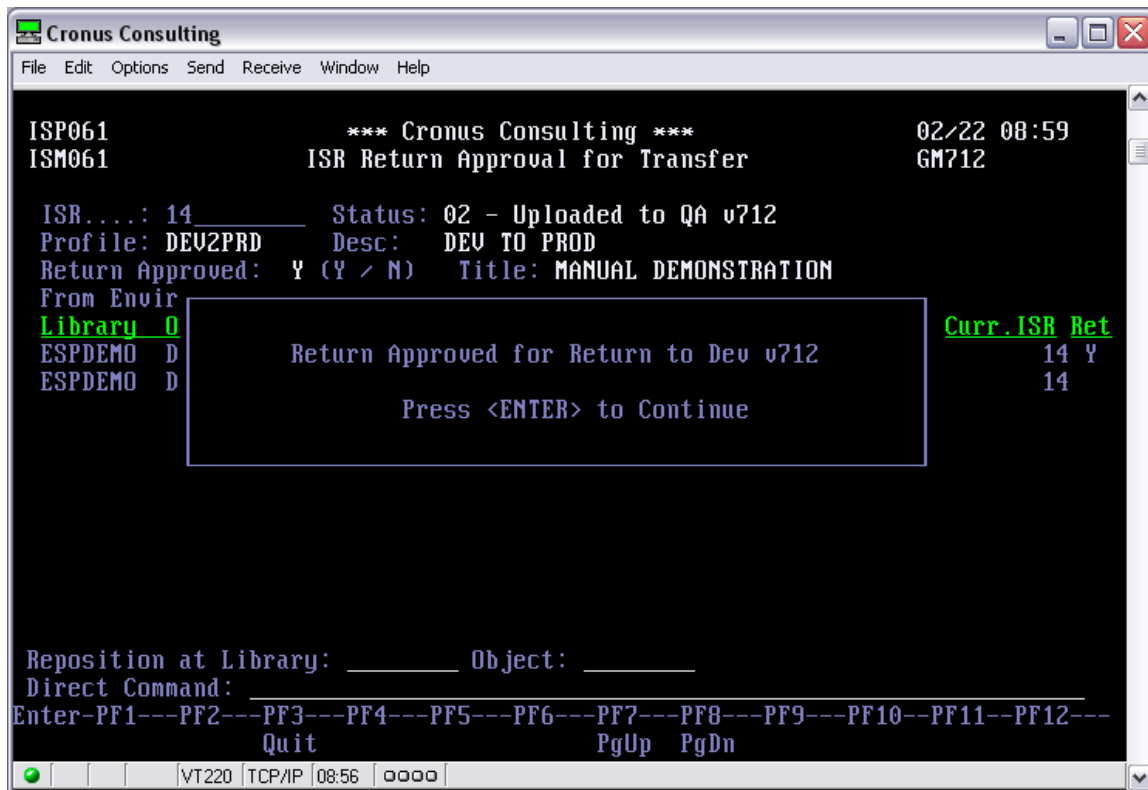 Cronus Consulting
File Edit Options Send Receive Window Help
ISP061 *** Cronus Consulting *** 02/22 08:59
ISM061 ISR Return Approval for Transfer GM712
ISR....: 14________ Status: 02 - Uploaded to QA v712
Profile: DEV2PRD Desc: DEV TO PROD
Return Approved: Y (Y / N) Title: MANUAL DEMONSTRATION
From Envir
Library O Curr.ISR Ret
ESPDEMO D Return Approved for Return to Dev v712 14 Y
ESPDEMO D 14
Press <ENTER> to Continue
Reposition at Library: ________ Object: ________
Direct Command: ____________________________________________________________
Enter-PF1---PF2---PF3---PF4---PF5---PF6---PF7---PF8---PF9---PF10--PF11--PF12---
Quit PgUp PgDn
VT220 TCP/IP 08:56